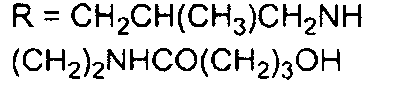 R = CH₂CH(CH₃)CH₂NH
(CH₂)₂NHCO(CH₂)₃OH